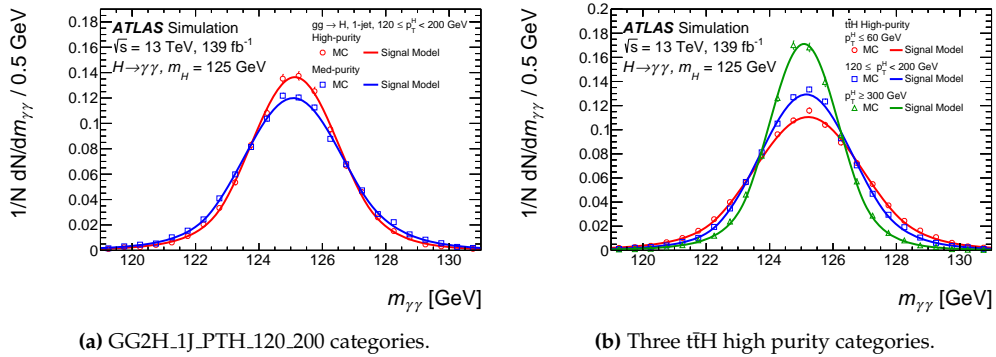 1/N dN/dmγγ / 0.5 GeV
0.18
0.16
0.14
0.12
0.1
0.08
0.06
0.04
0.02
0
ATLAS Simulation
√s = 13 TeV, 139 fb⁻¹
H→γγ, m_H = 125 GeV
gg → H, 1-jet, 120 ≤ p_T^H < 200 GeV
High-purity
MC Signal Model
Med-purity
MC Signal Model
120 122 124 126 128 130
mγγ [GeV]
(a) GG2H_1J_PTH_120_200 categories.
1/N dN/dmγγ / 0.5 GeV
0.2
0.18
0.16
0.14
0.12
0.1
0.08
0.06
0.04
0.02
0
ATLAS Simulation
√s = 13 TeV, 139 fb⁻¹
H→γγ, m_H = 125 GeV
tt̄H High-purity
p_T^H ≤ 60 GeV
MC Signal Model
120 ≤ p_T^H < 200 GeV
MC Signal Model
p_T^H ≥ 300 GeV
MC Signal Model
120 122 124 126 128 130
mγγ [GeV]
(b) Three tt̄H high purity categories.